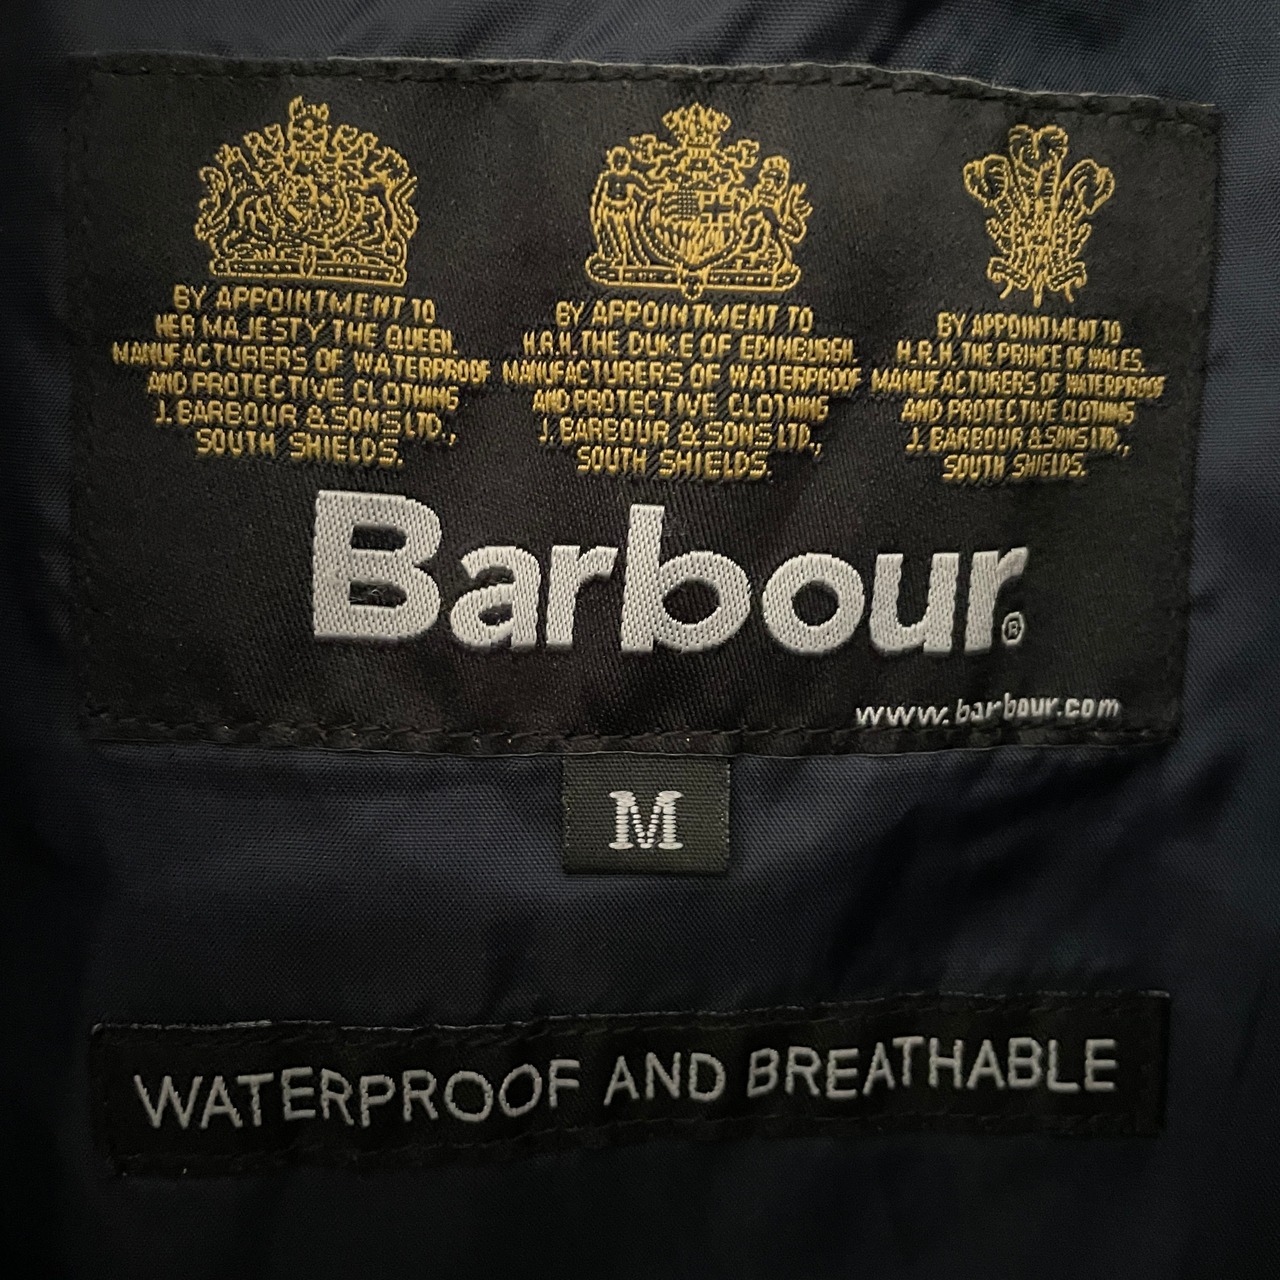 BY APPOINTMENT TO
HER MAJESTY THE QUEEN.
MANUFACTURERS OF WATERPROOF
AND PROTECTIVE CLOTHING
J. BARBOUR & SONS LTD.,
SOUTH SHIELDS.
BY APPOINTMENT TO
H.R.H. THE DUKE OF EDINBURGH.
MANUFACTURERS OF WATERPROOF
AND PROTECTIVE CLOTHING
J. BARBOUR & SONS LTD.,
SOUTH SHIELDS.
BY APPOINTMENT TO
H.R.H. THE PRINCE OF WALES.
MANUFACTURERS OF WATERPROOF
AND PROTECTIVE CLOTHING
J. BARBOUR & SONS LTD.,
SOUTH SHIELDS.
Barbour®
www.barbour.com
M
WATERPROOF AND BREATHABLE